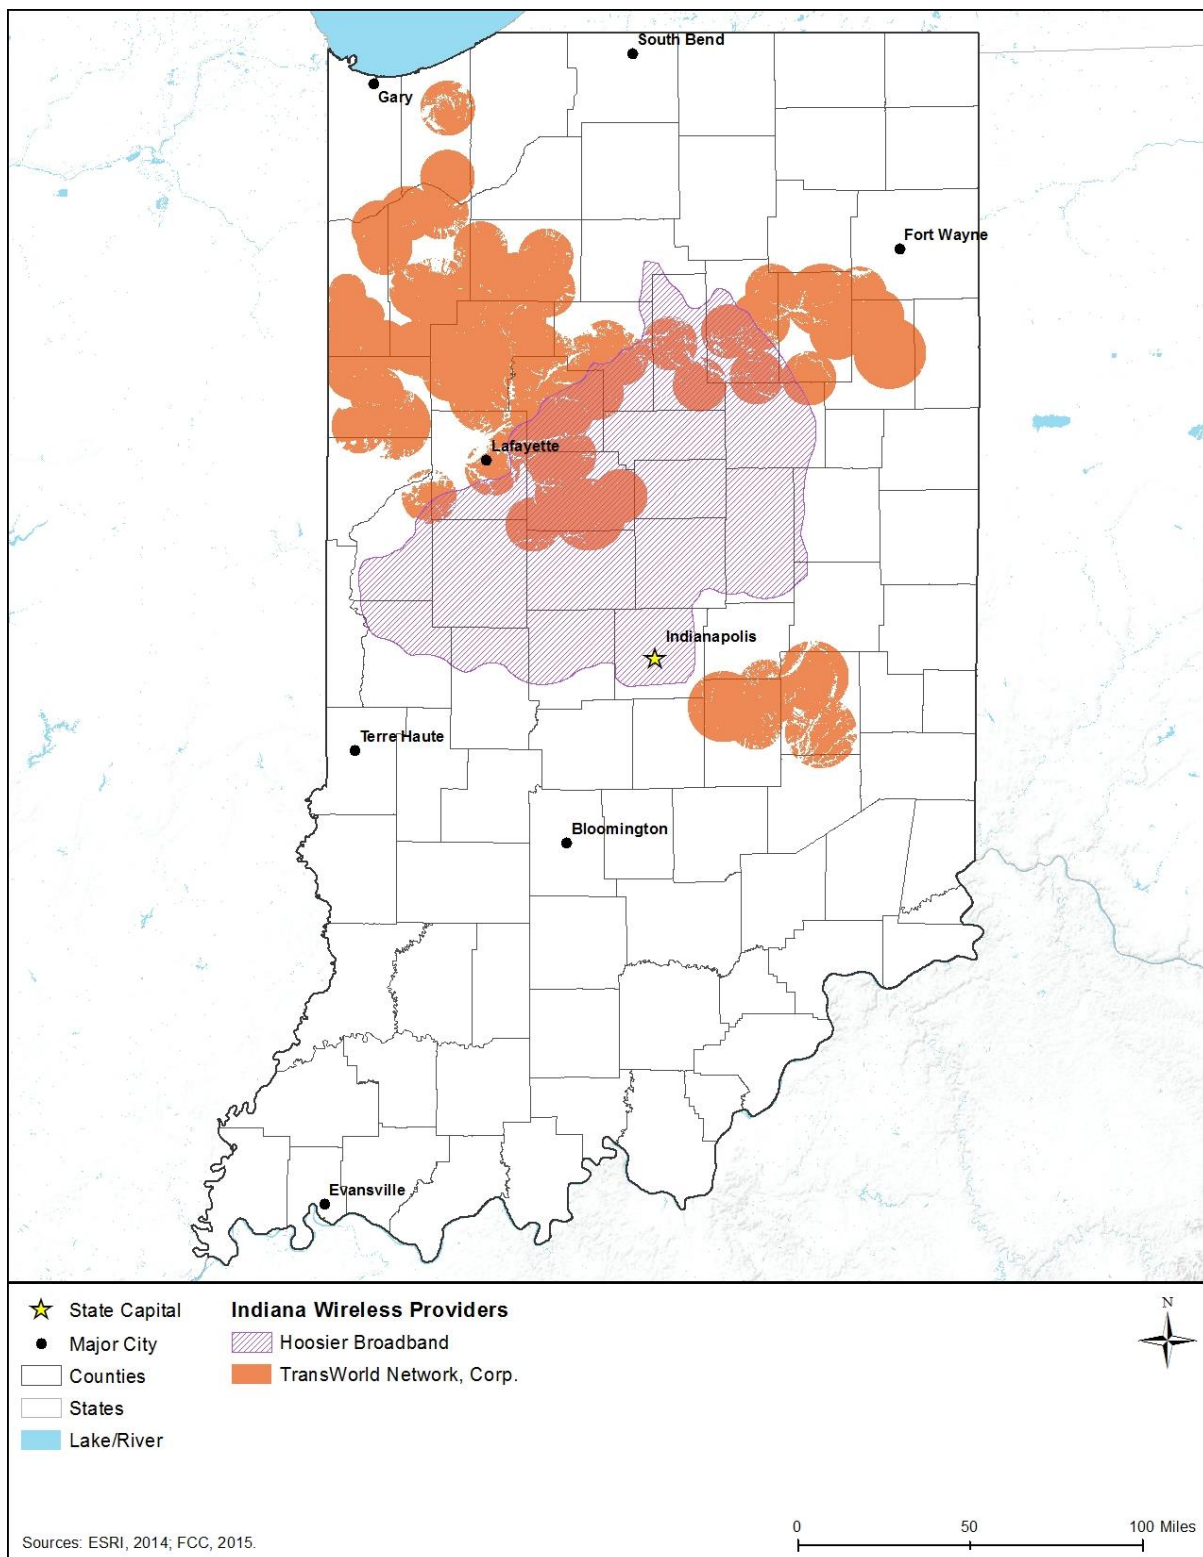 South Bend
Gary
Fort Wayne
Lafayette
Indianapolis
Terre Haute
Bloomington
Evansville
State Capital
Major City
Counties
States
Lake/River
Indiana Wireless Providers
Hoosier Broadband
TransWorld Network, Corp.
N
Sources: ESRI, 2014; FCC, 2015.
0 50 100 Miles